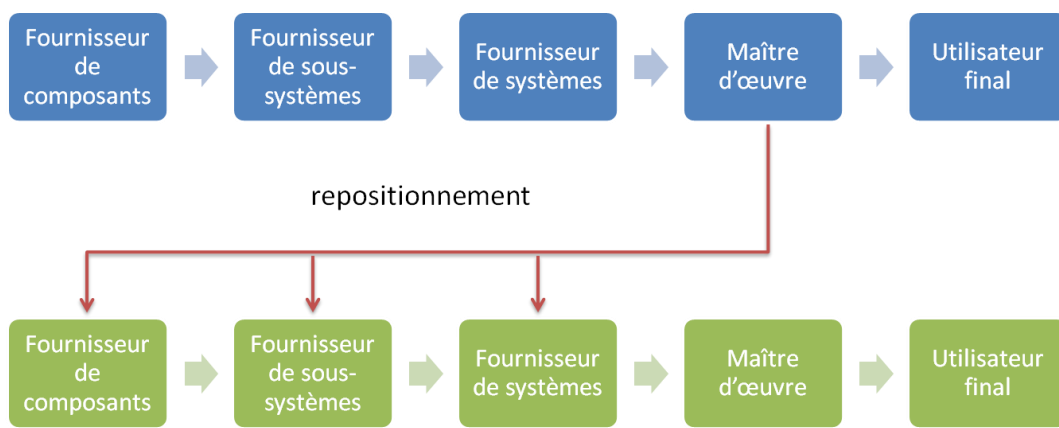 Fournisseur
de
composants
Fournisseur
de sous-
systèmes
Fournisseur
de systèmes
Maître
d'œuvre
Utilisateur
final
repositionnement
Fournisseur
de
composants
Fournisseur
de sous-
systèmes
Fournisseur
de systèmes
Maître
d'œuvre
Utilisateur
final